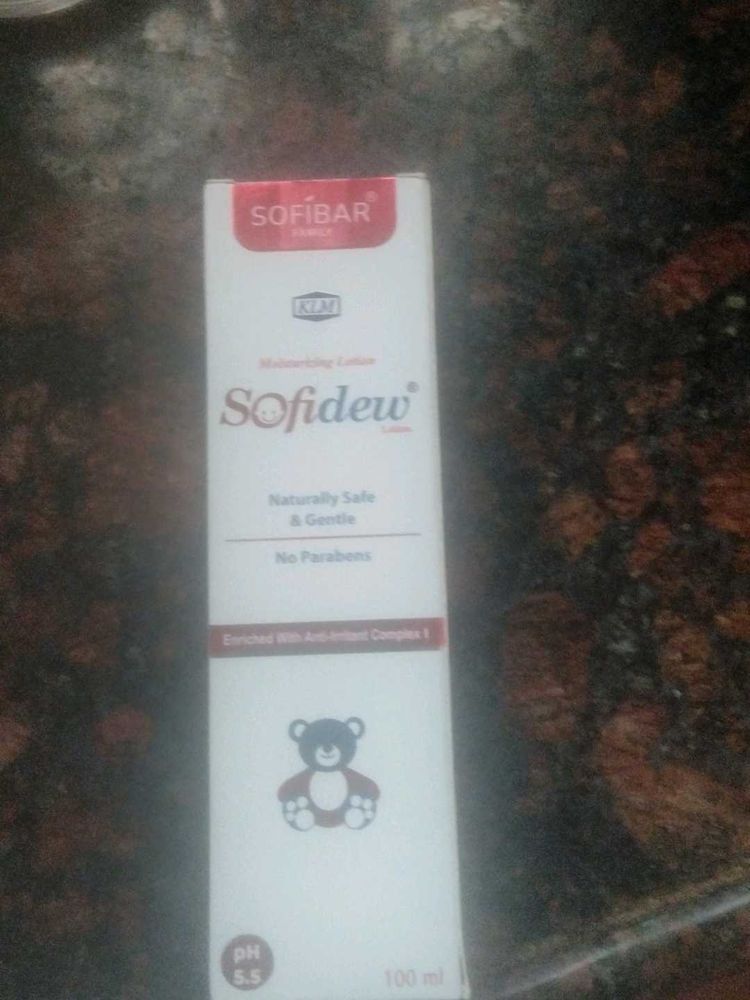 SOFIBAR®
FAMILY
KLM
Moisturizing Lotion
Sofidew®
Lotion
Naturally Safe
& Gentle
No Parabens
Enriched With Anti-Irritant Complex
pH
5.5
100 ml